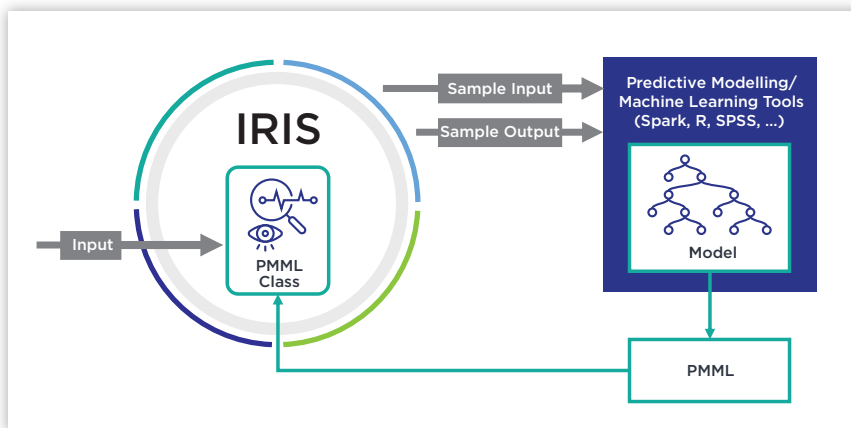 IRIS
PMML
Class
Input
Sample Input
Sample Output
Predictive Modelling/
Machine Learning Tools
(Spark, R, SPSS, ...)
Model
PMML